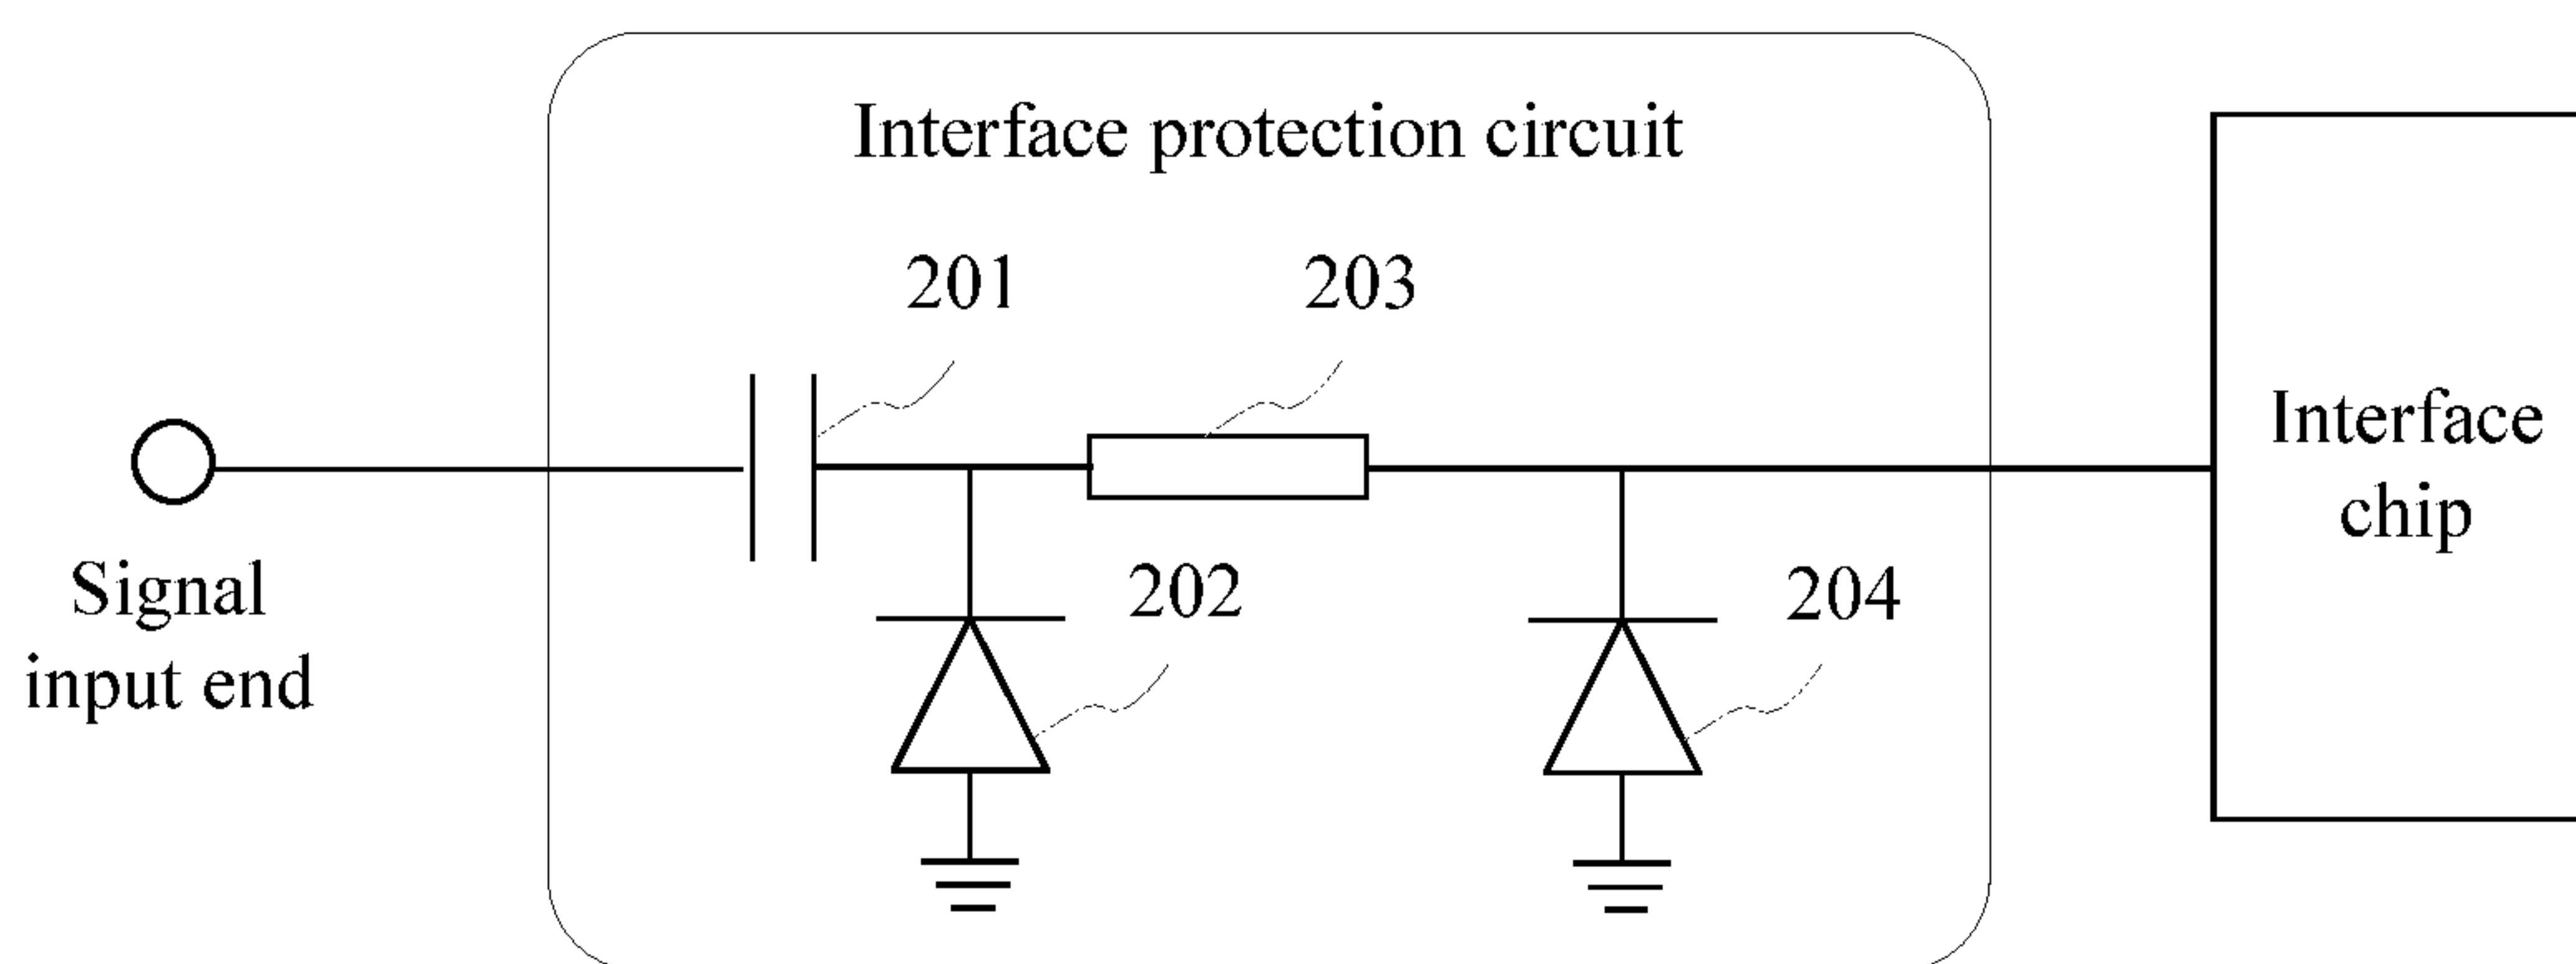 Interface protection circuit
201
203
Interface
chip
Signal
input end
202
204